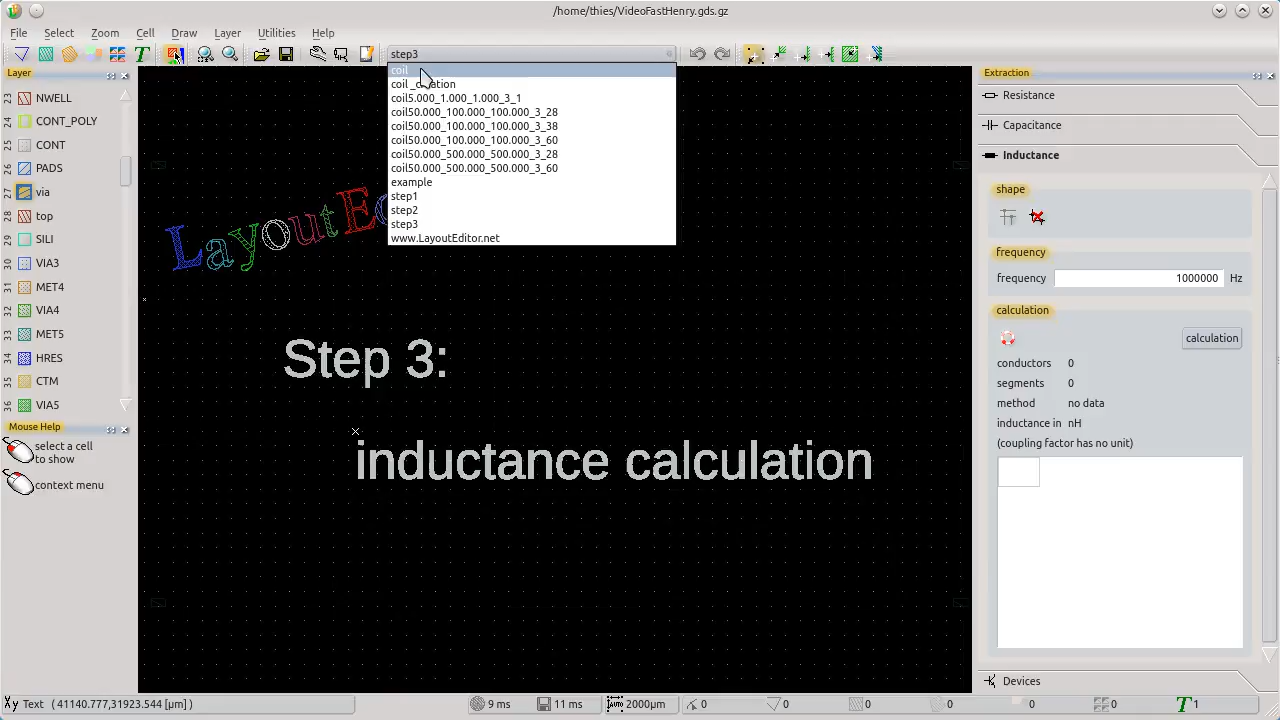 /home/thies/VideoFastHenry.gds.gz
File Select Zoom Cell Draw Layer Utilities Help
step3
Layer
23 NWELL
24 CONT_POLY
25 CONT
26 PADS
27 via
28 top
29 SILI
30 VIA3
31 MET4
32 VIA4
33 MET5
34 HRES
35 CTM
36 VIA5
Mouse Help
select a cell
to show
context menu
coil
coil5.000_1.000_1.000_3_1
coil50.000_100.000_100.000_3_28
coil50.000_100.000_100.000_3_38
coil50.000_100.000_100.000_3_60
coil50.000_500.000_500.000_3_28
coil50.000_500.000_500.000_3_60
example
step1
step2
step3
www.LayoutEditor.net
Layout E
Step 3:
inductance calculation
Extraction
Resistance
Capacitance
Inductance
shape
frequency
frequency 1000000 Hz
calculation
calculation
conductors 0
segments 0
method no data
inductance in nH
(coupling factor has no unit)
Devices
Text ( 41140.777,31923.544 [µm] ) 9 ms 11 ms 2000µm 0 0 0 0 0 0 1